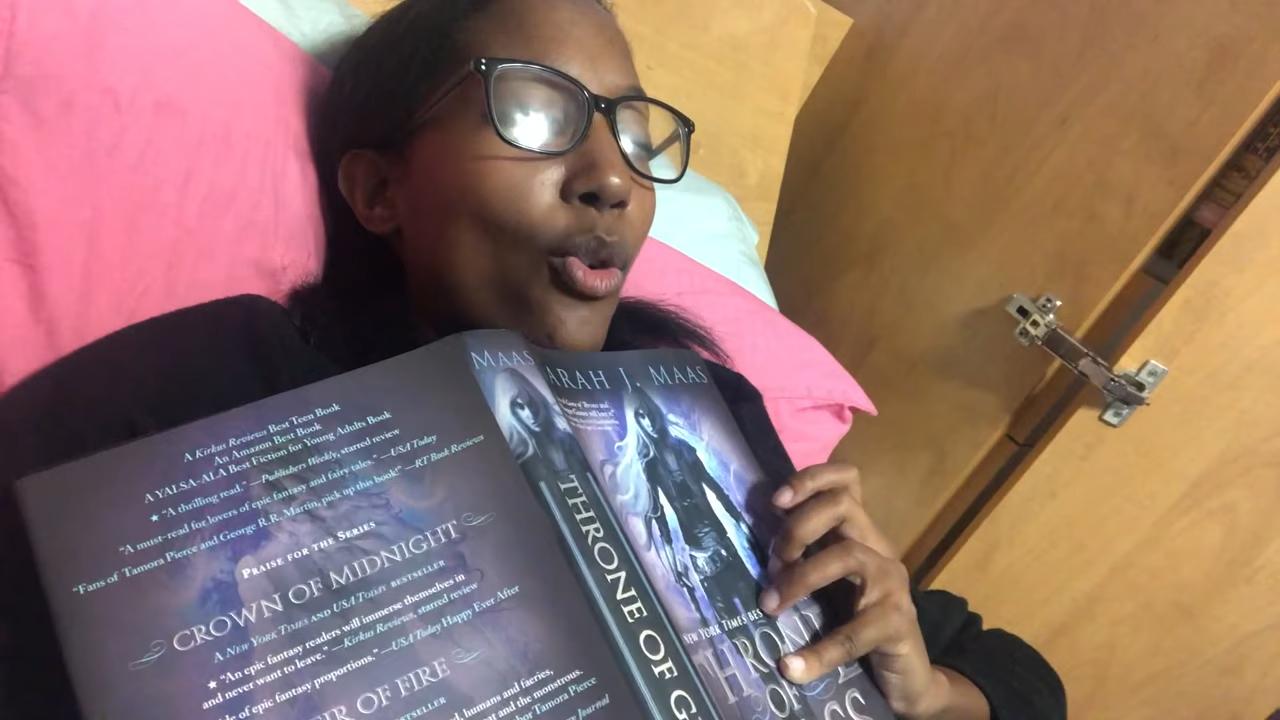 A Kirkus Reviews Best Teen Book
An Amazon Best Book
A YALSA-ALA Best Fiction for Young Adults Book
★ "A thrilling read." —Publishers Weekly, starred review
"A must-read for lovers of epic fantasy and fairy tales." —USA Today
"Fans of Tamora Pierce and George R.R. Martin, pick up this book!" —RT Book Reviews
PRAISE FOR THE SERIES
CROWN OF MIDNIGHT
A NEW YORK TIMES AND USA TODAY BESTSELLER
★ "An epic fantasy readers will immerse themselves in
and never want to leave." —Kirkus Reviews, starred review
of epic fantasy proportions." —USA Today Happy Ever After
OF FIRE
BESTSELLER
humans and faeries,
and the monstrous.
Tamora Pierce
Journal
MAAS
THRONE OF G
ARAH J. MAAS
NEW YORK TIMES BES
THRONE
OF